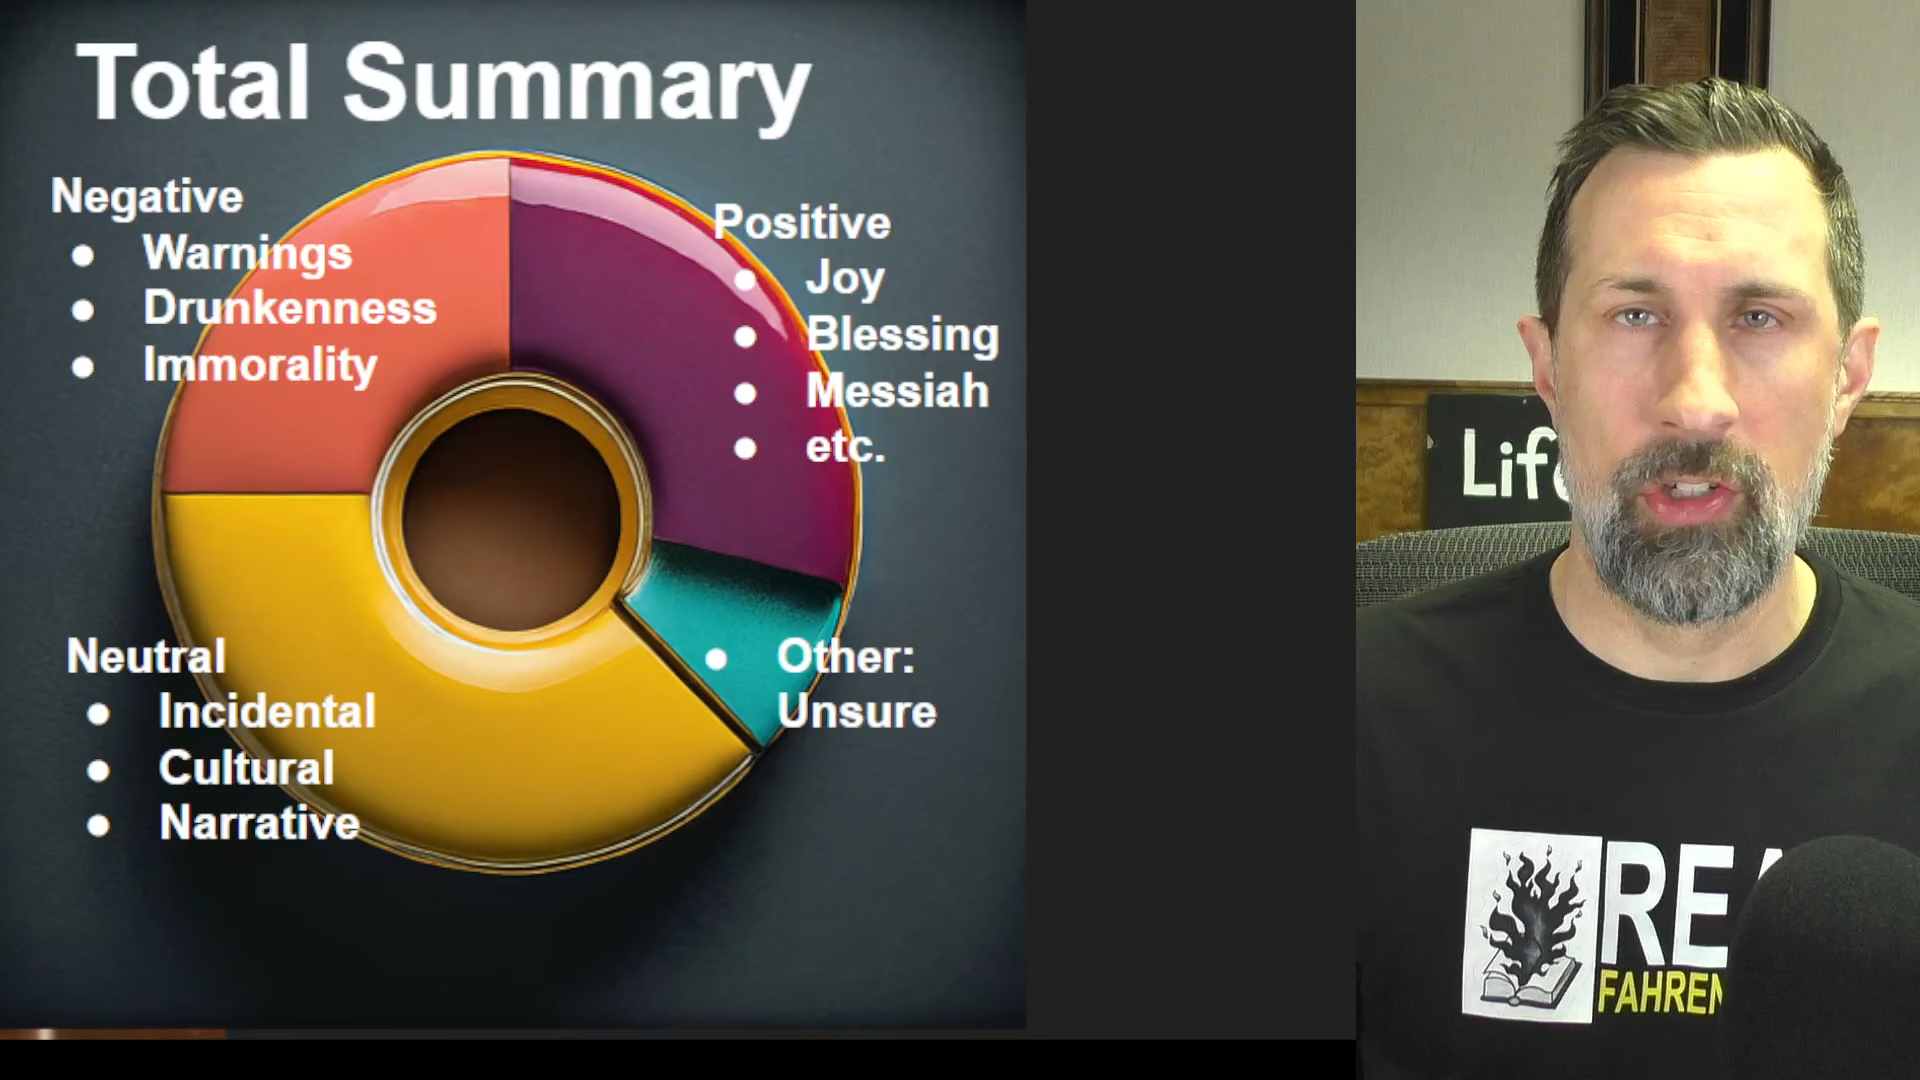 Total Summary
Negative
● Warnings
● Drunkenness
● Immorality
Positive
● Joy
● Blessing
● Messiah
● etc.
Neutral
● Incidental
● Cultural
● Narrative
● Other:
Unsure
Life
RE
FAHREN